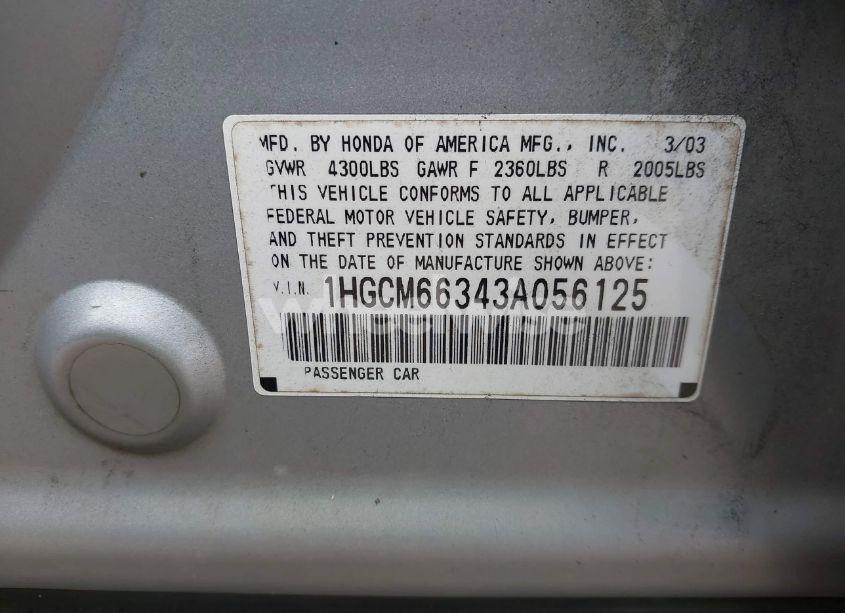 MFD. BY HONDA OF AMERICA MFG., INC. 3/03
GVWR 4300LBS GAWR F 2360LBS R 2005LBS
THIS VEHICLE CONFORMS TO ALL APPLICABLE
FEDERAL MOTOR VEHICLE SAFETY, BUMPER,
AND THEFT PREVENTION STANDARDS IN EFFECT
ON THE DATE OF MANUFACTURE SHOWN ABOVE:
V.I.N. 1HGCM66343A056125
PASSENGER CAR